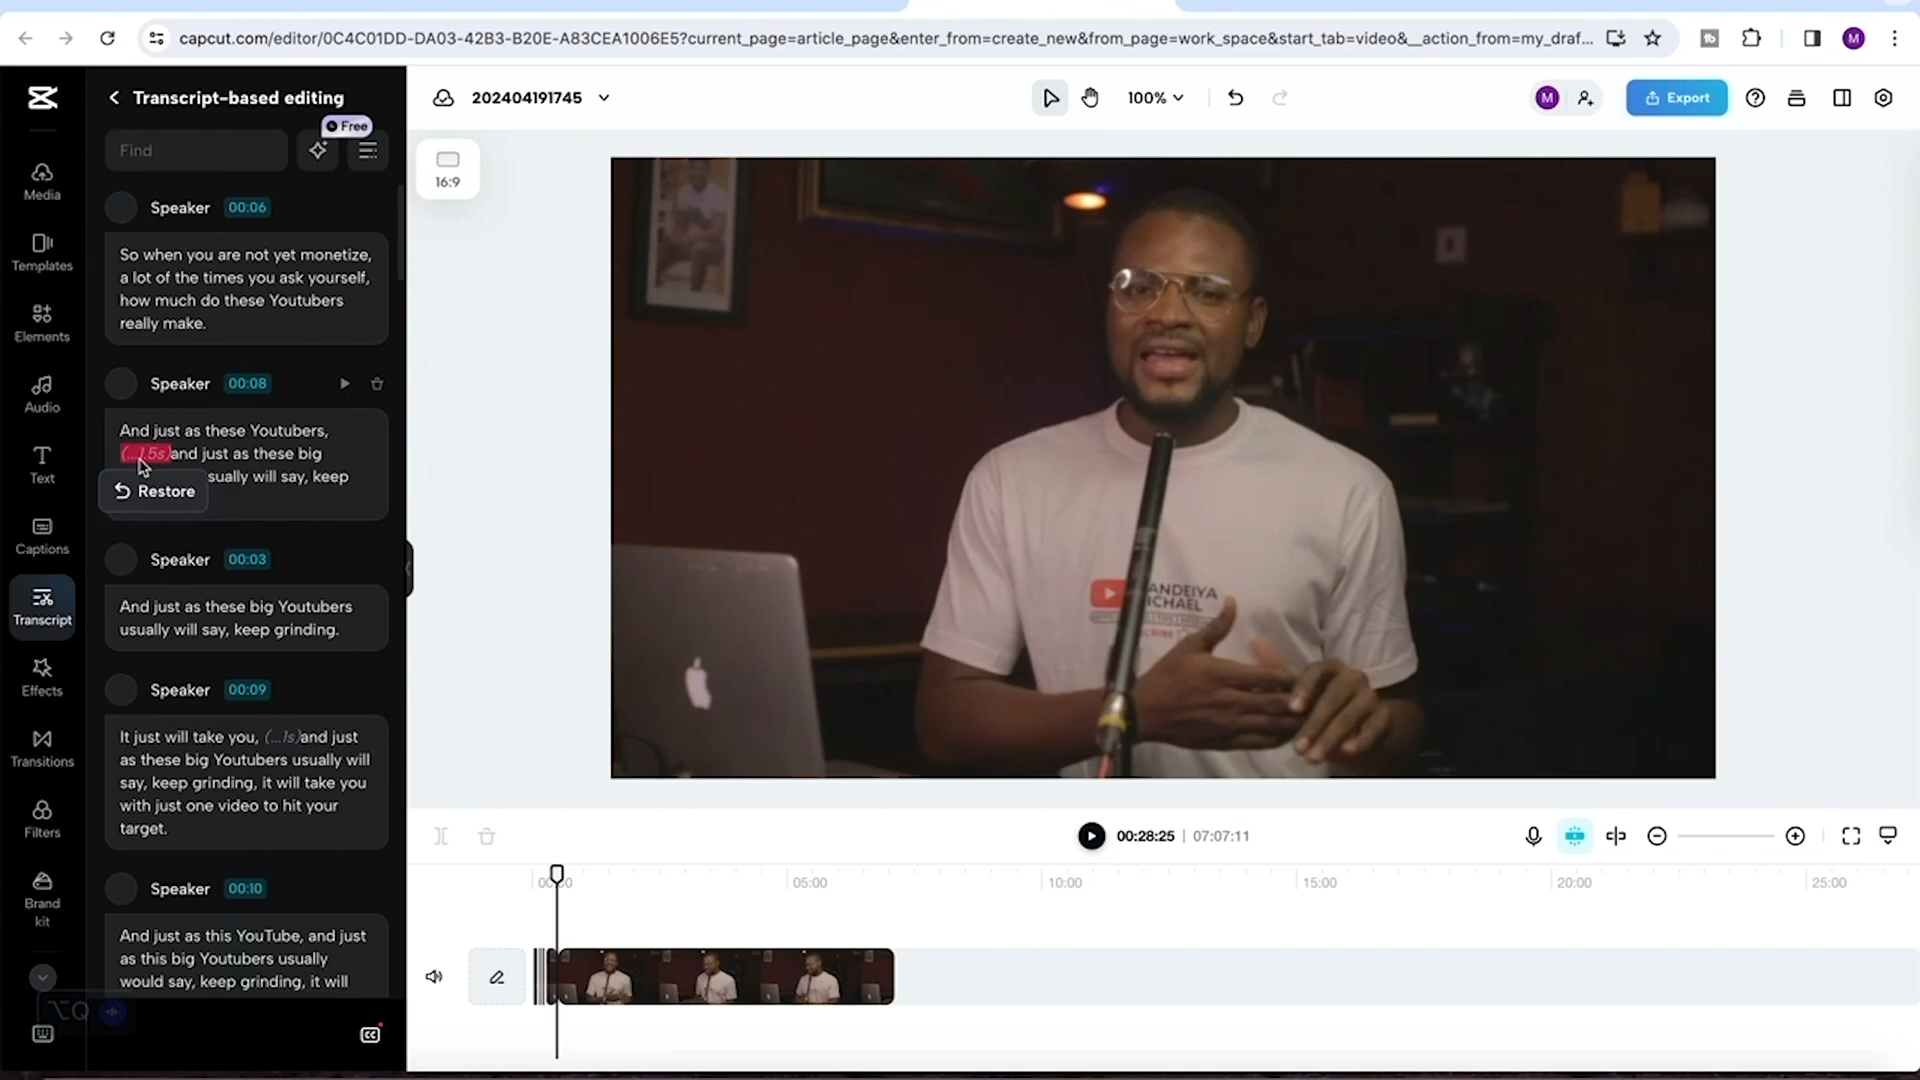 capcut.com/editor/0C4C01DD-DA03-42B3-B20E-A83CEA1006E5?current_page=article_page&enter_from=create_new&from_page=work_space&start_tab=video&__action_from=my_draf...
M
Transcript-based editing
Free
Find
202404191745
100%
M
Export
16:9
Media
Templates
Elements
Audio
Text
Captions
Transcript
Effects
Transitions
Filters
Brand
kit
Speaker 00:06
So when you are not yet monetize,
a lot of the times you ask yourself,
how much do these Youtubers
really make.
Speaker 00:08
And just as these Youtubers,
(...1.5s)and just as these big
sually will say, keep
Restore
Speaker 00:03
And just as these big Youtubers
usually will say, keep grinding.
Speaker 00:09
It just will take you, (...1s)and just
as these big Youtubers usually will
say, keep grinding, it will take you
with just one video to hit your
target.
Speaker 00:10
And just as this YouTube, and just
as this big Youtubers usually
would say, keep grinding, it will
⌥Q
ANDEIYA
ICHAEL
00:28:25 | 07:07:11
05:00
10:00
15:00
20:00
25:00